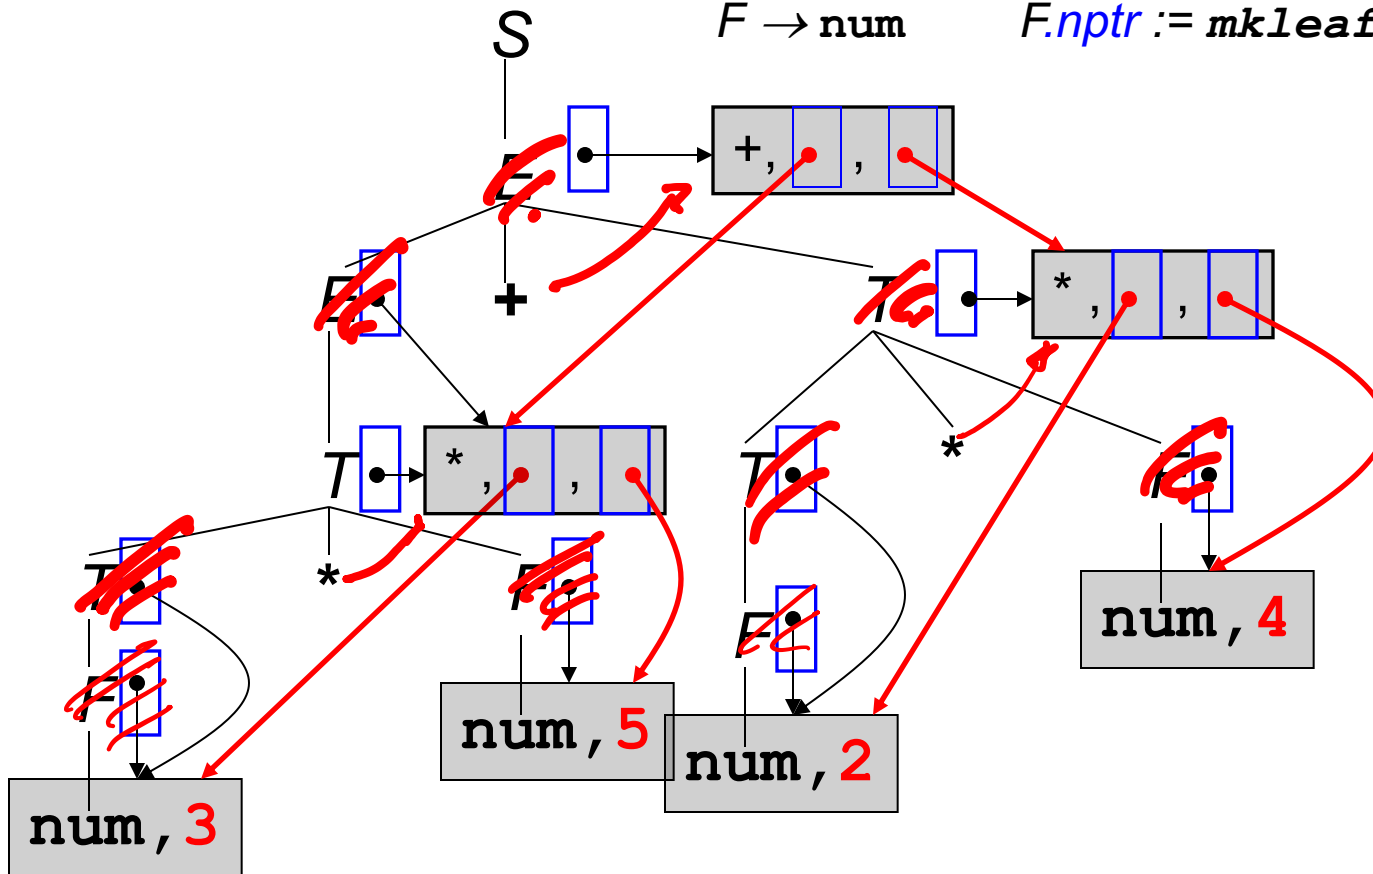 S
F → num F.nptr := mkleaf
E
+, ,
E + T
*, ,
T
*, ,
T * F
T * F
F
num,4
F
num,5
num,2
num,3